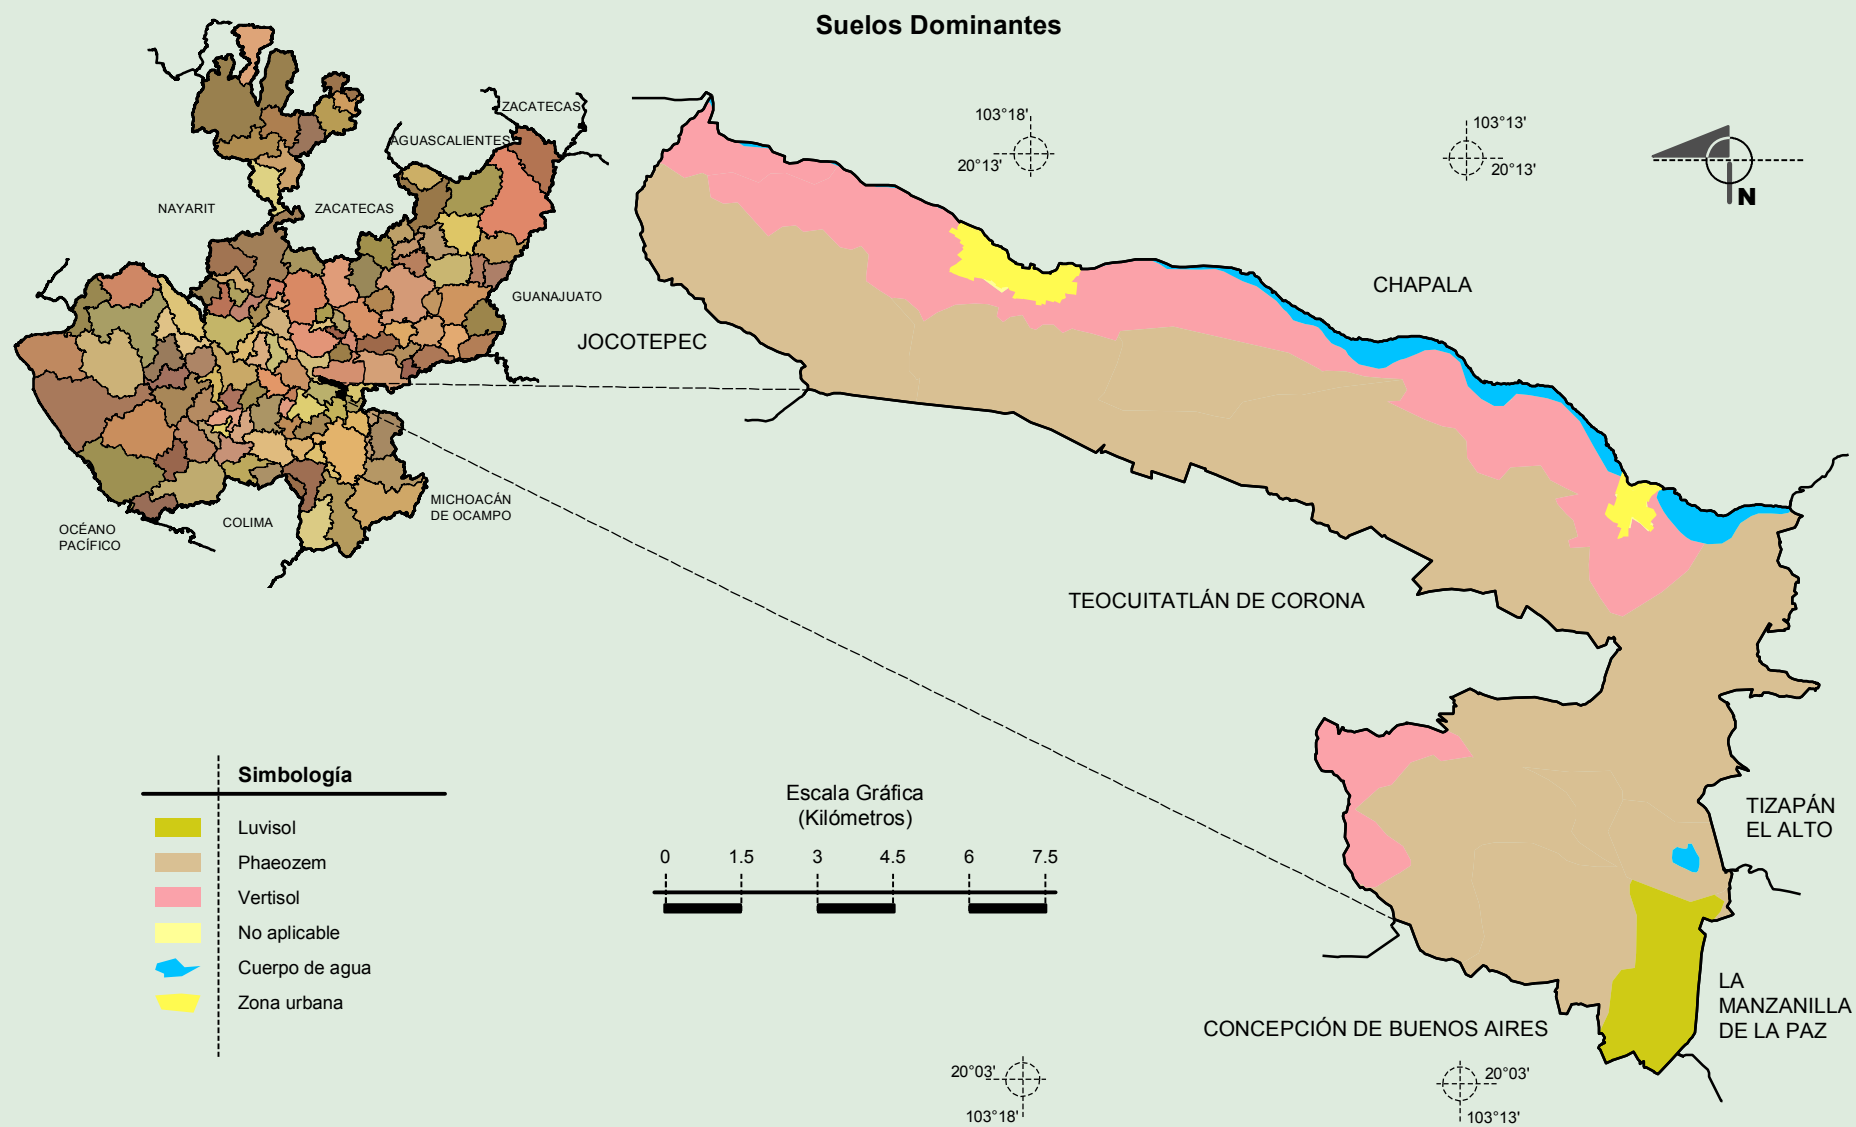 Suelos Dominantes
ZACATECAS
AGUASCALIENTES
NAYARIT
ZACATECAS
GUANAJUATO
MICHOACÁN
DE OCAMPO
COLIMA
OCÉANO
PACÍFICO
103°18'
20°13'
103°13'
20°13'
N
CHAPALA
JOCOTEPEC
TEOCUITATLÁN DE CORONA
TIZAPÁN
EL ALTO
LA
MANZANILLA
DE LA PAZ
CONCEPCIÓN DE BUENOS AIRES
Simbología
Luvisol
Phaeozem
Vertisol
No aplicable
Cuerpo de agua
Zona urbana
Escala Gráfica
(Kilómetros)
0 1.5 3 4.5 6 7.5
20°03'
103°18'
20°03'
103°13'